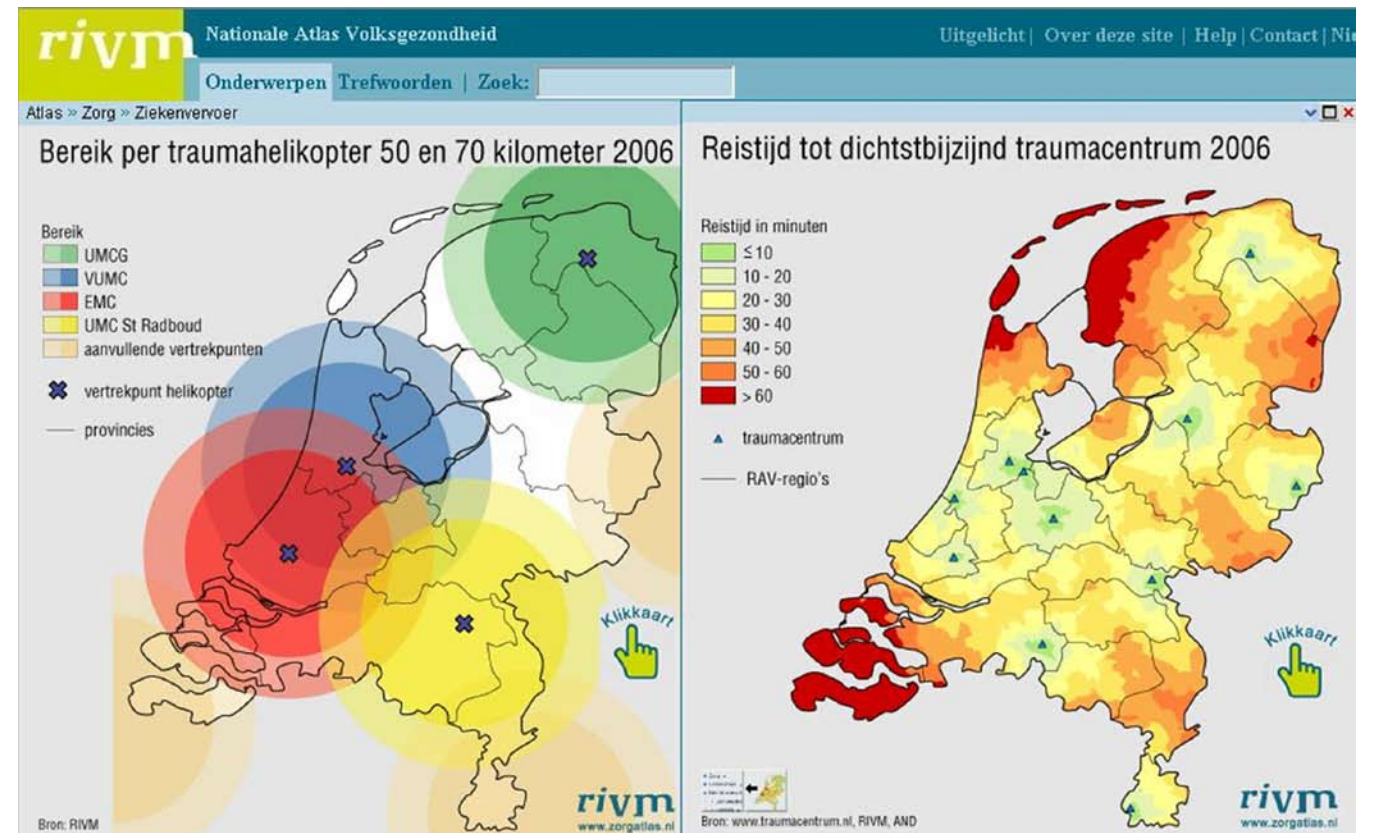 rivm
Nationale Atlas Volksgezondheid
Uitgelicht | Over deze site | Help | Contact |
Onderwerpen Trefwoorden | Zoek:
Atlas » Zorg » Ziekenvervoer
Bereik per traumahelikopter 50 en 70 kilometer 2006
Bereik
UMCG
VUMC
EMC
UMC St Radboud
aanvullende vertrekpunten
vertrekpunt helikopter
provincies
Klikkaart
rivm
www.zorgatlas.nl
Bron: RIVM
Reistijd tot dichtstbijzijnd traumacentrum 2006
Reistijd in minuten
≤ 10
10 - 20
20 - 30
30 - 40
40 - 50
50 - 60
> 60
traumacentrum
RAV-regio's
Klikkaart
rivm
www.zorgatlas.nl
Bron: www.traumacentrum.nl, RIVM, AND